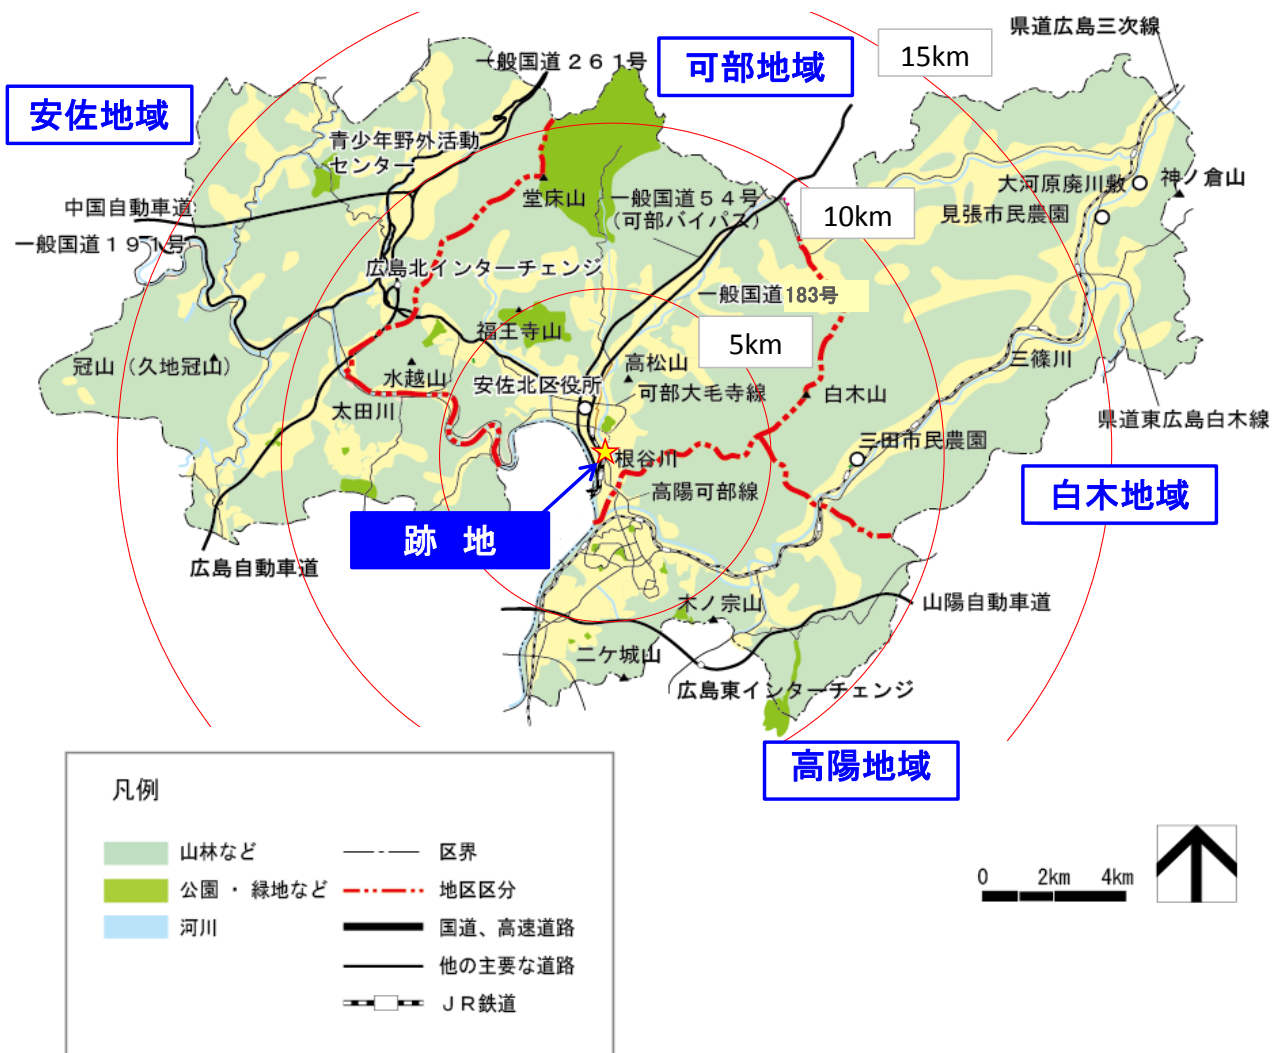 県道広島三次線
15km
可部地域
一般国道２６１号
安佐地域
青少年野外活動
センター
大河原廃川敷
神ノ倉山
堂床山
一般国道５４号
（可部バイパス）
10km
見張市民農園
中国自動車道
一般国道１９１号
広島北インターチェンジ
一般国道183号
福王寺山
5km
高松山
三篠川
冠山（久地冠山）
水越山
安佐北区役所
可部大毛寺線
白木山
太田川
県道東広島白木線
三田市民農園
根谷川
高陽可部線
白木地域
跡 地
広島自動車道
木ノ宗山
山陽自動車道
二ケ城山
広島東インターチェンジ
高陽地域
凡例
山林など
区界
公園 ・ 緑地など
地区区分
河川
国道、高速道路
他の主要な道路
ＪＲ鉄道
0 2km 4km